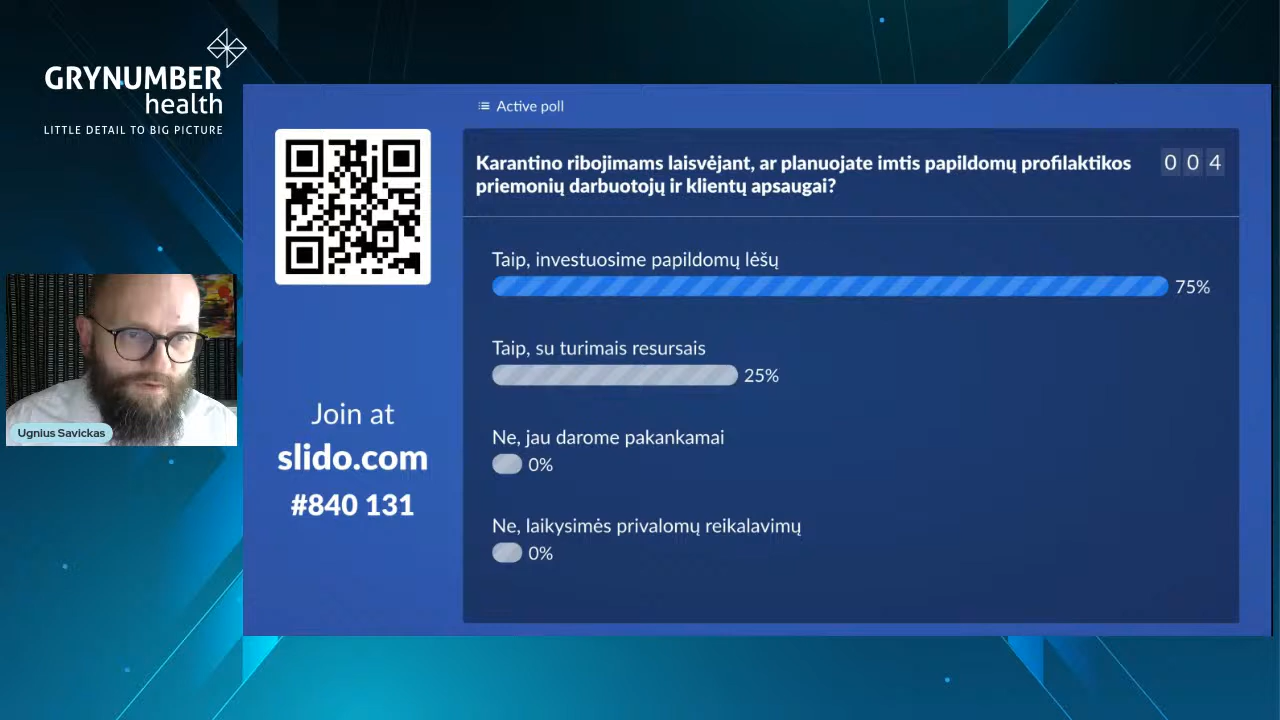 GRYNUMBER
health
LITTLE DETAIL TO BIG PICTURE
Active poll
Karantino ribojimams laisvėjant, ar planuojate imtis papildomų profilaktikos
priemonių darbuotojų ir klientų apsaugai?
0 0 4
Taip, investuosime papildomų lėšų
75%
Taip, su turimais resursais
25%
Ne, jau darome pakankamai
0%
Ne, laikysimės privalomų reikalavimų
0%
Join at
slido.com
#840 131
Ugnius Savickas